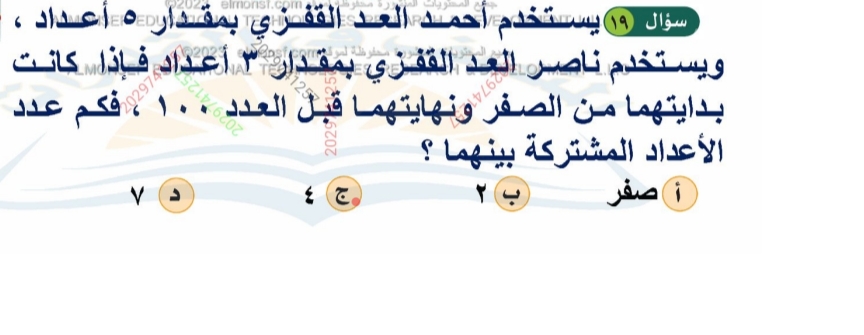 سؤال ١٩ يستخدم أحمد العد القفزي بمقدار ٥ أعداد ،
ويستخدم ناصر العد القفزي بمقدار ٣ أعداد فإذا كانت
بدايتهما من الصفر ونهايتهما قبل العدد ١٠٠ ، فكم عدد
الأعداد المشتركة بينهما ؟
أ صفر ب ٢ ج ٤ د ٧